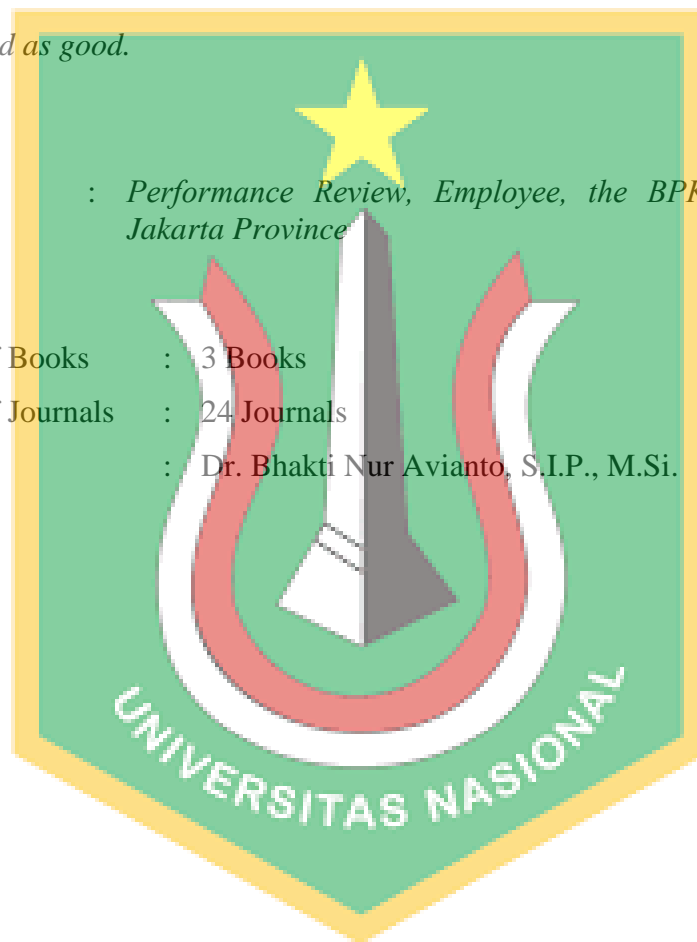 d as good.
: Performance Review, Employee, the BPK
Jakarta Province
f Books : 3 Books
f Journals : 24 Journals
: Dr. Bhakti Nur Avianto, S.I.P., M.Si.
UNIVERSITAS NASIONAL